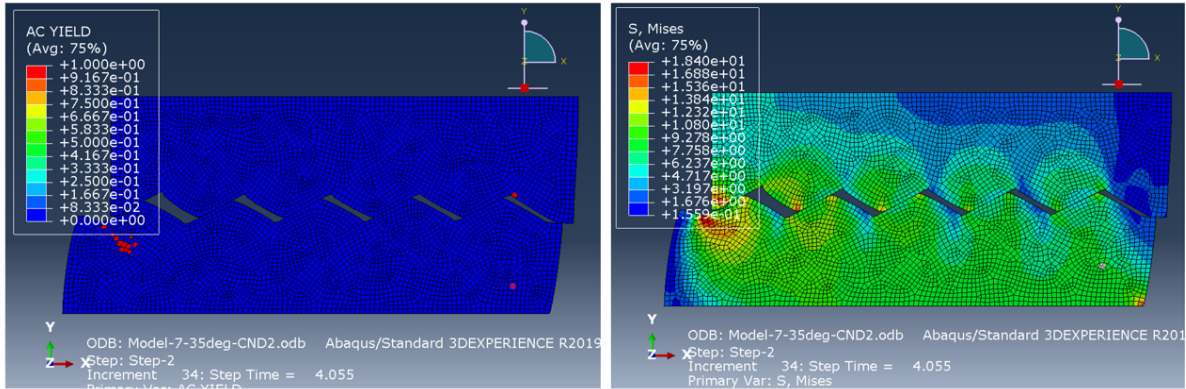 AC YIELD
(Avg: 75%)
+1.000e+00
+9.167e-01
+8.333e-01
+7.500e-01
+6.667e-01
+5.833e-01
+5.000e-01
+4.167e-01
+3.333e-01
+2.500e-01
+1.667e-01
+8.333e-02
+0.000e+00
Y
Z
X
Y
Z
X
ODB: Model-7-35deg-CND2.odb Abaqus/Standard 3DEXPERIENCE R2019
Step: Step-2
Increment 34: Step Time = 4.055
Primary Var: AC YIELD
S, Mises
(Avg: 75%)
+1.840e+01
+1.688e+01
+1.536e+01
+1.384e+01
+1.232e+01
+1.080e+01
+9.278e+00
+7.758e+00
+6.237e+00
+4.717e+00
+3.197e+00
+1.676e+00
+1.559e-01
Y
Z
X
Y
Z
X
ODB: Model-7-35deg-CND2.odb Abaqus/Standard 3DEXPERIENCE R201
Step: Step-2
Increment 34: Step Time = 4.055
Primary Var: S, Mises